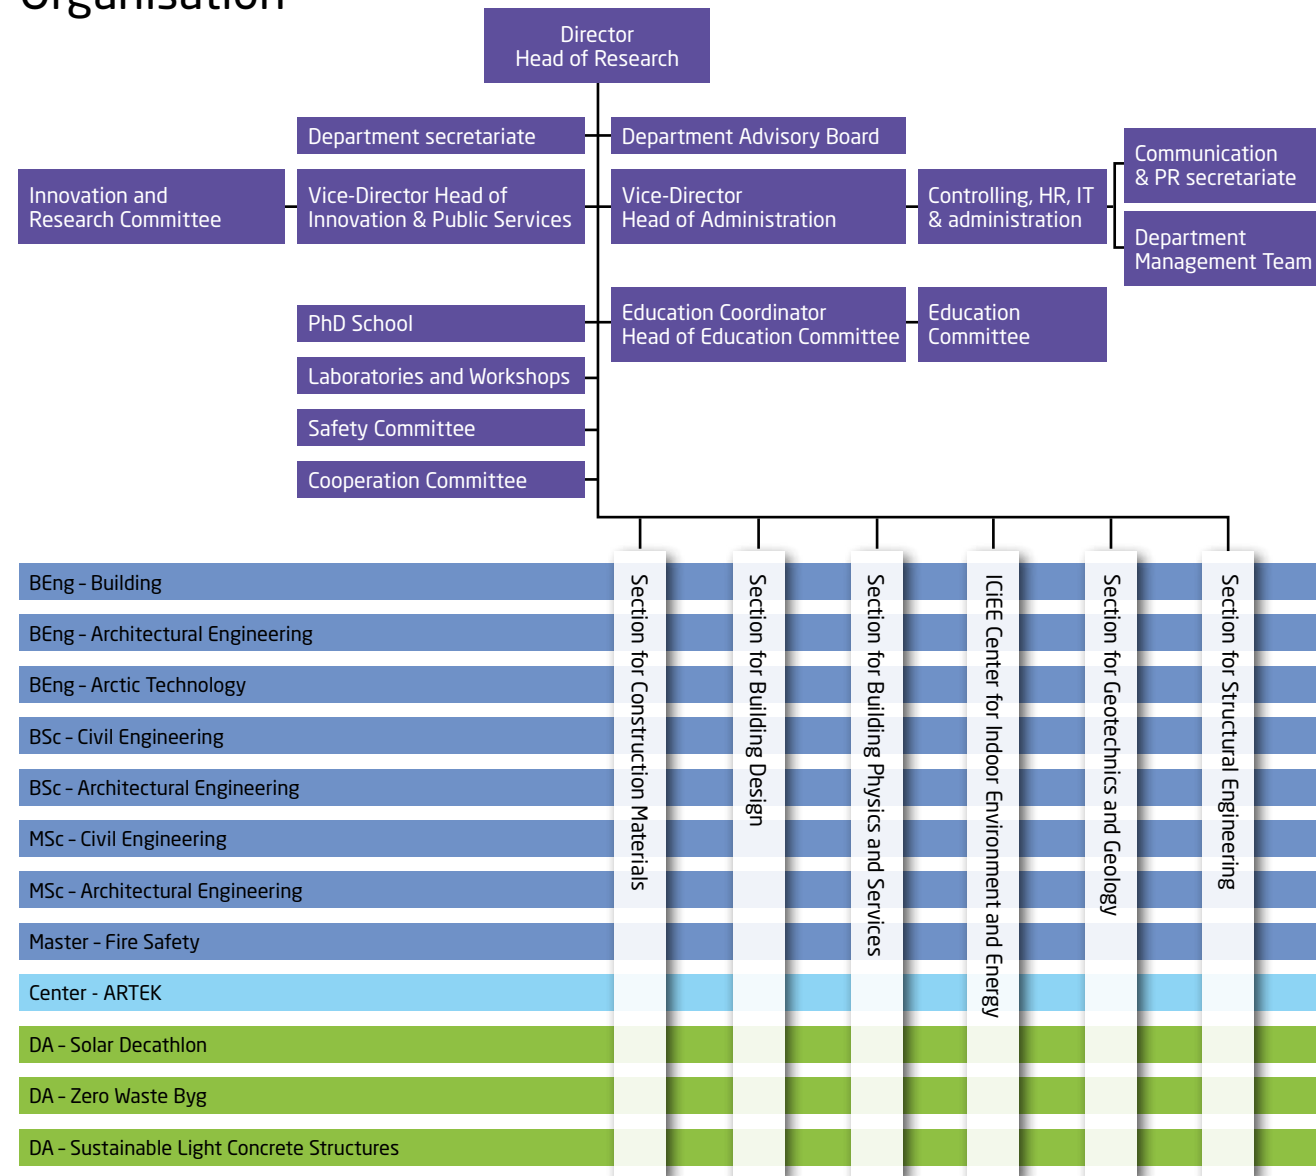 Organisation
Director
Head of Research
Department secretariate
Department Advisory Board
Communication
& PR secretariate
Innovation and
Research Committee
Vice-Director Head of
Innovation & Public Services
Vice-Director
Head of Administration
Controlling, HR, IT
& administration
Department
Management Team
PhD School
Education Coordinator
Head of Education Committee
Education
Committee
Laboratories and Workshops
Safety Committee
Cooperation Committee
Section for Construction Materials
Section for Building Design
Section for Building Physics and Services
ICiEE Center for Indoor Environment and Energy
Section for Geotechnics and Geology
Section for Structural Engineering
BEng – Building
BEng – Architectural Engineering
BEng – Arctic Technology
BSc – Civil Engineering
BSc – Architectural Engineering
MSc – Civil Engineering
MSc – Architectural Engineering
Master – Fire Safety
Center - ARTEK
DA – Solar Decathlon
DA – Zero Waste Byg
DA – Sustainable Light Concrete Structures